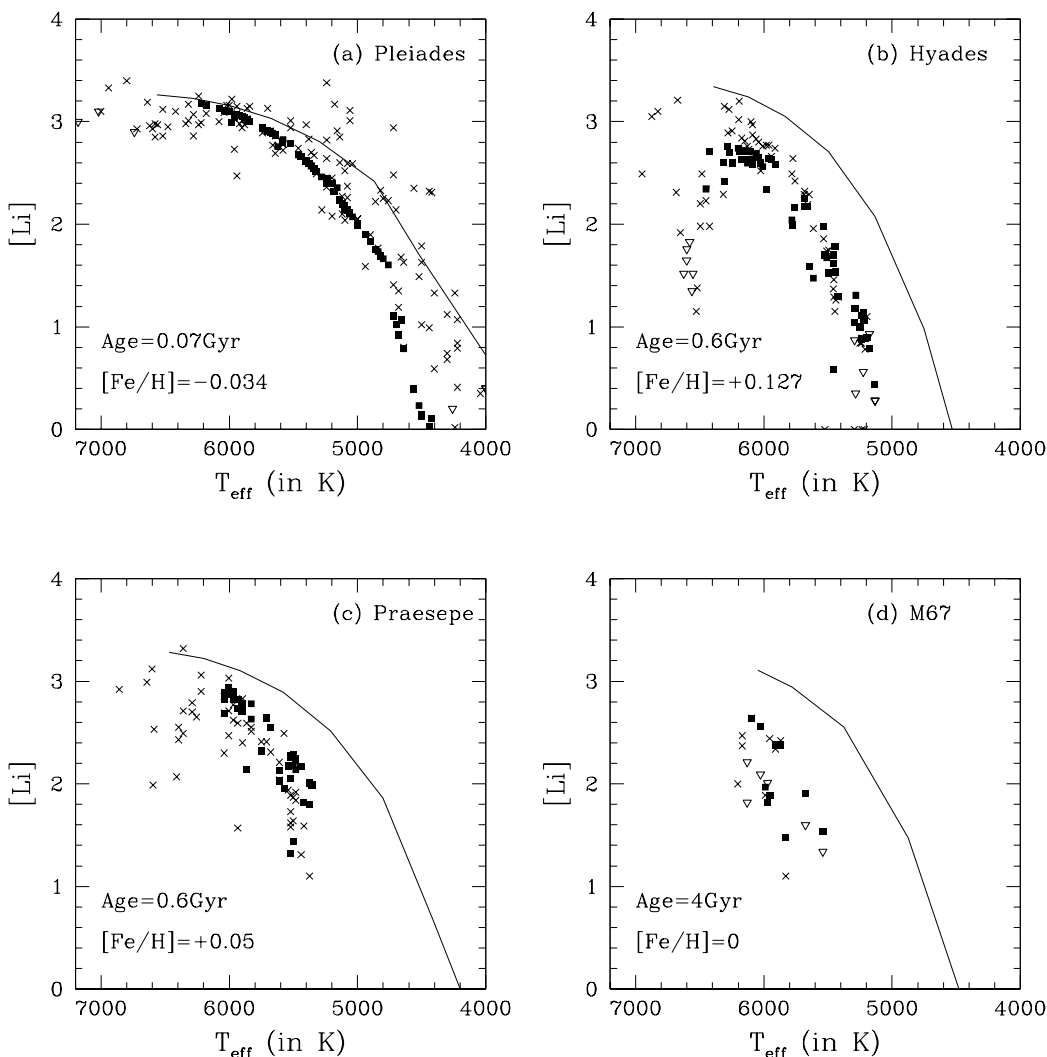 (a) Pleiades
[Li]
4
3
2
1
0
Age=0.07Gyr
[Fe/H]=−0.034
7000 6000 5000 4000
T_eff (in K)
(b) Hyades
[Li]
4
3
2
1
0
Age=0.6Gyr
[Fe/H]=+0.127
7000 6000 5000 4000
T_eff (in K)
(c) Praesepe
[Li]
4
3
2
1
0
Age=0.6Gyr
[Fe/H]=+0.05
7000 6000 5000 4000
T_eff (in K)
(d) M67
[Li]
4
3
2
1
0
Age=4Gyr
[Fe/H]=0
7000 6000 5000 4000
T_eff (in K)